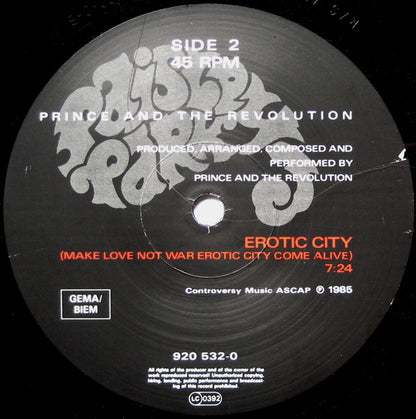 SIDE 2
45 RPM
PaiSLey
PaRK
PRINCE AND THE REVOLUTION
PRODUCED, ARRANGED, COMPOSED AND
PERFORMED BY
PRINCE AND THE REVOLUTION
EROTIC CITY
(MAKE LOVE NOT WAR EROTIC CITY COME ALIVE)
7:24
Controversy Music ASCAP ℗ 1985
GEMA/
BIEM
920 532-0
All rights of the producer and of the owner of the
work reproduced reserved! Unauthorized copying,
hiring, lending, public performance and broadcast-
ing of this record prohibited!
LC 0392